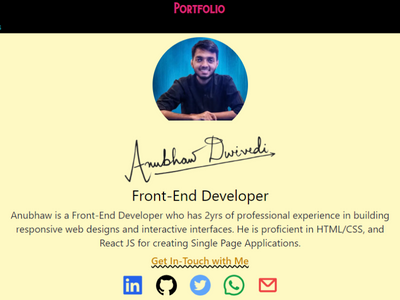 Portfolio
Anubhaw Dwivedi
Front-End Developer
Anubhaw is a Front-End Developer who has 2yrs of professional experience in building
responsive web designs and interactive interfaces. He is proficient in HTML/CSS, and
React JS for creating Single Page Applications.
Get In-Touch with Me
in